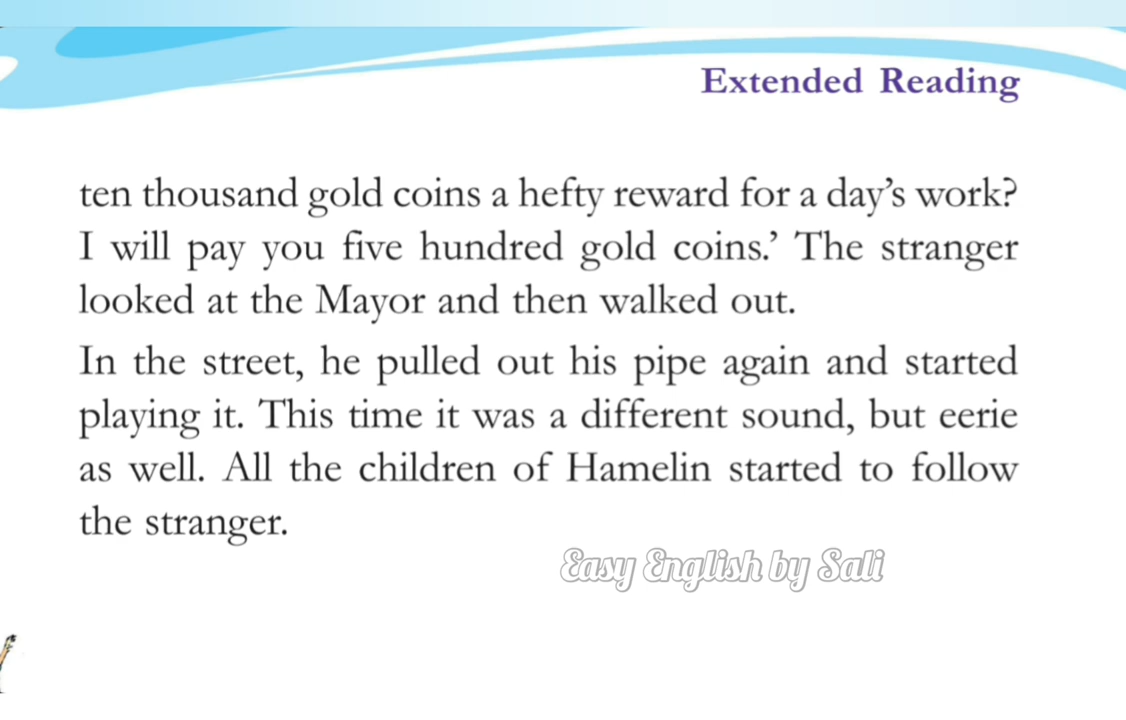 Extended Reading
ten thousand gold coins a hefty reward for a day’s work?
I will pay you five hundred gold coins.’ The stranger
looked at the Mayor and then walked out.
In the street, he pulled out his pipe again and started
playing it. This time it was a different sound, but eerie
as well. All the children of Hamelin started to follow
the stranger.
Easy English by Sali